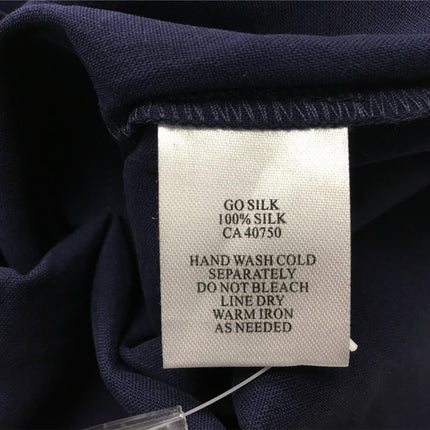 GO SILK
100% SILK
CA 40750
HAND WASH COLD
SEPARATELY
DO NOT BLEACH
LINE DRY
WARM IRON
AS NEEDED